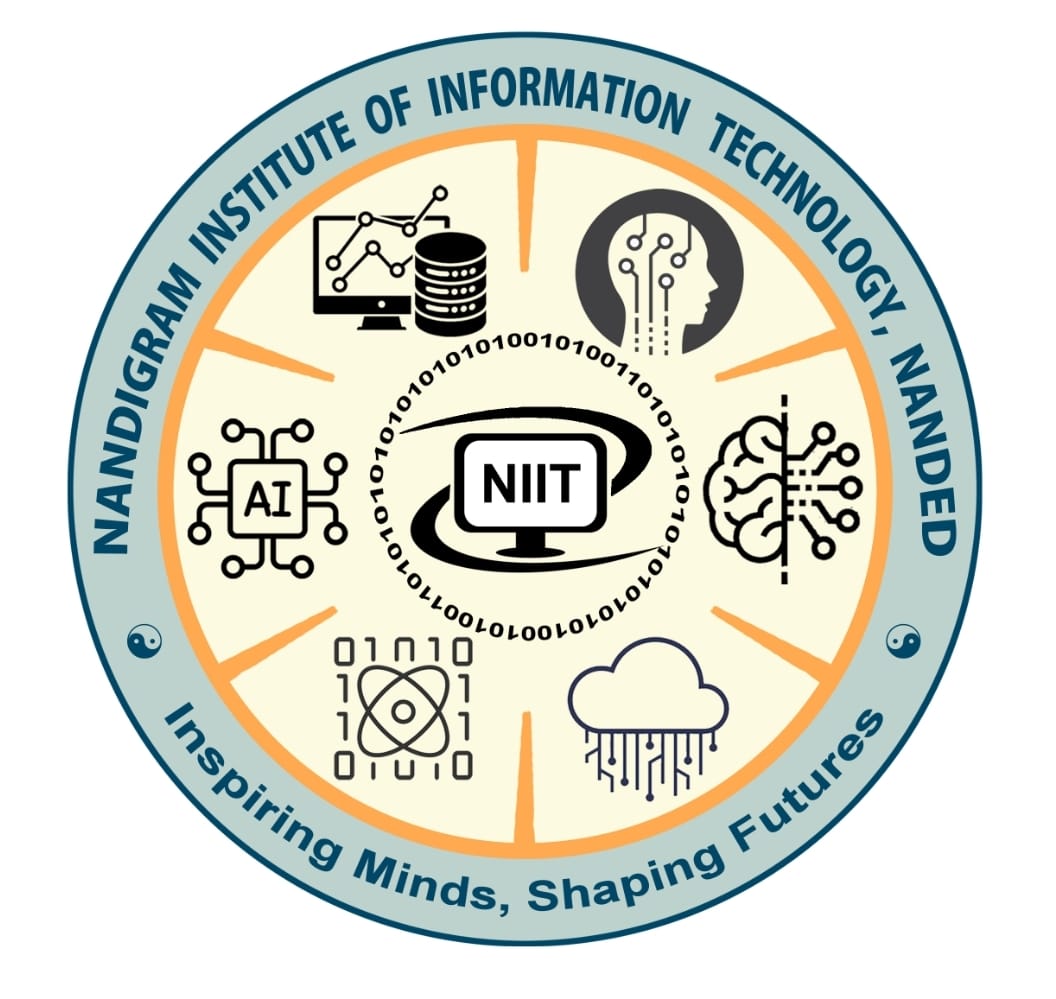 NANDIGRAM INSTITUTE OF INFORMATION TECHNOLOGY, NANDED
NIIT
AI
Inspiring Minds, Shaping Futures